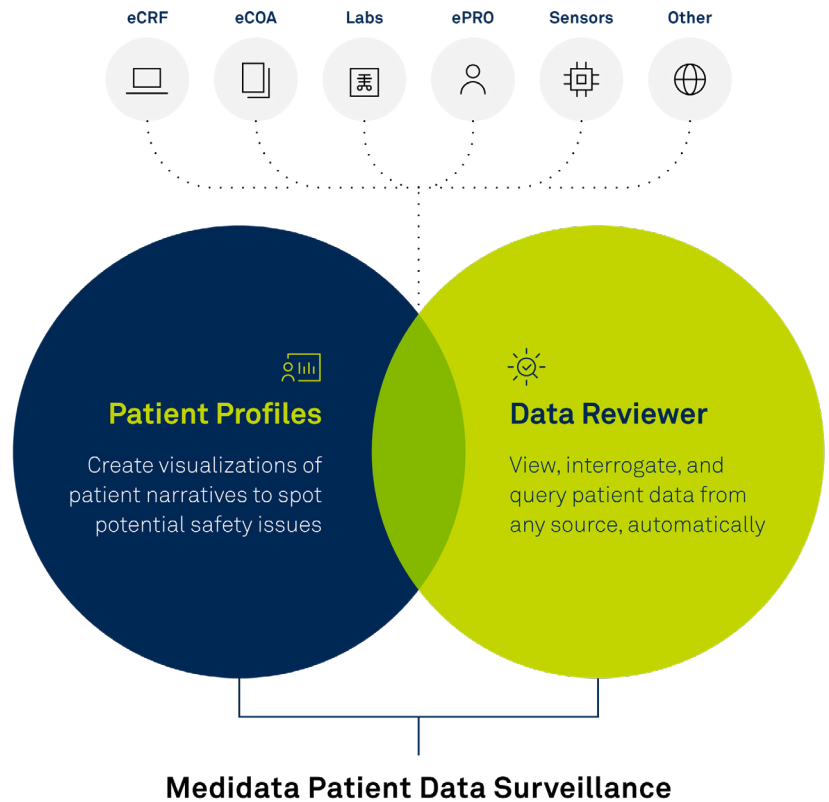 eCRF
eCOA
Labs
ePRO
Sensors
Other
Patient Profiles
Create visualizations of
patient narratives to spot
potential safety issues
Data Reviewer
View, interrogate, and
query patient data from
any source, automatically
Medidata Patient Data Surveillance